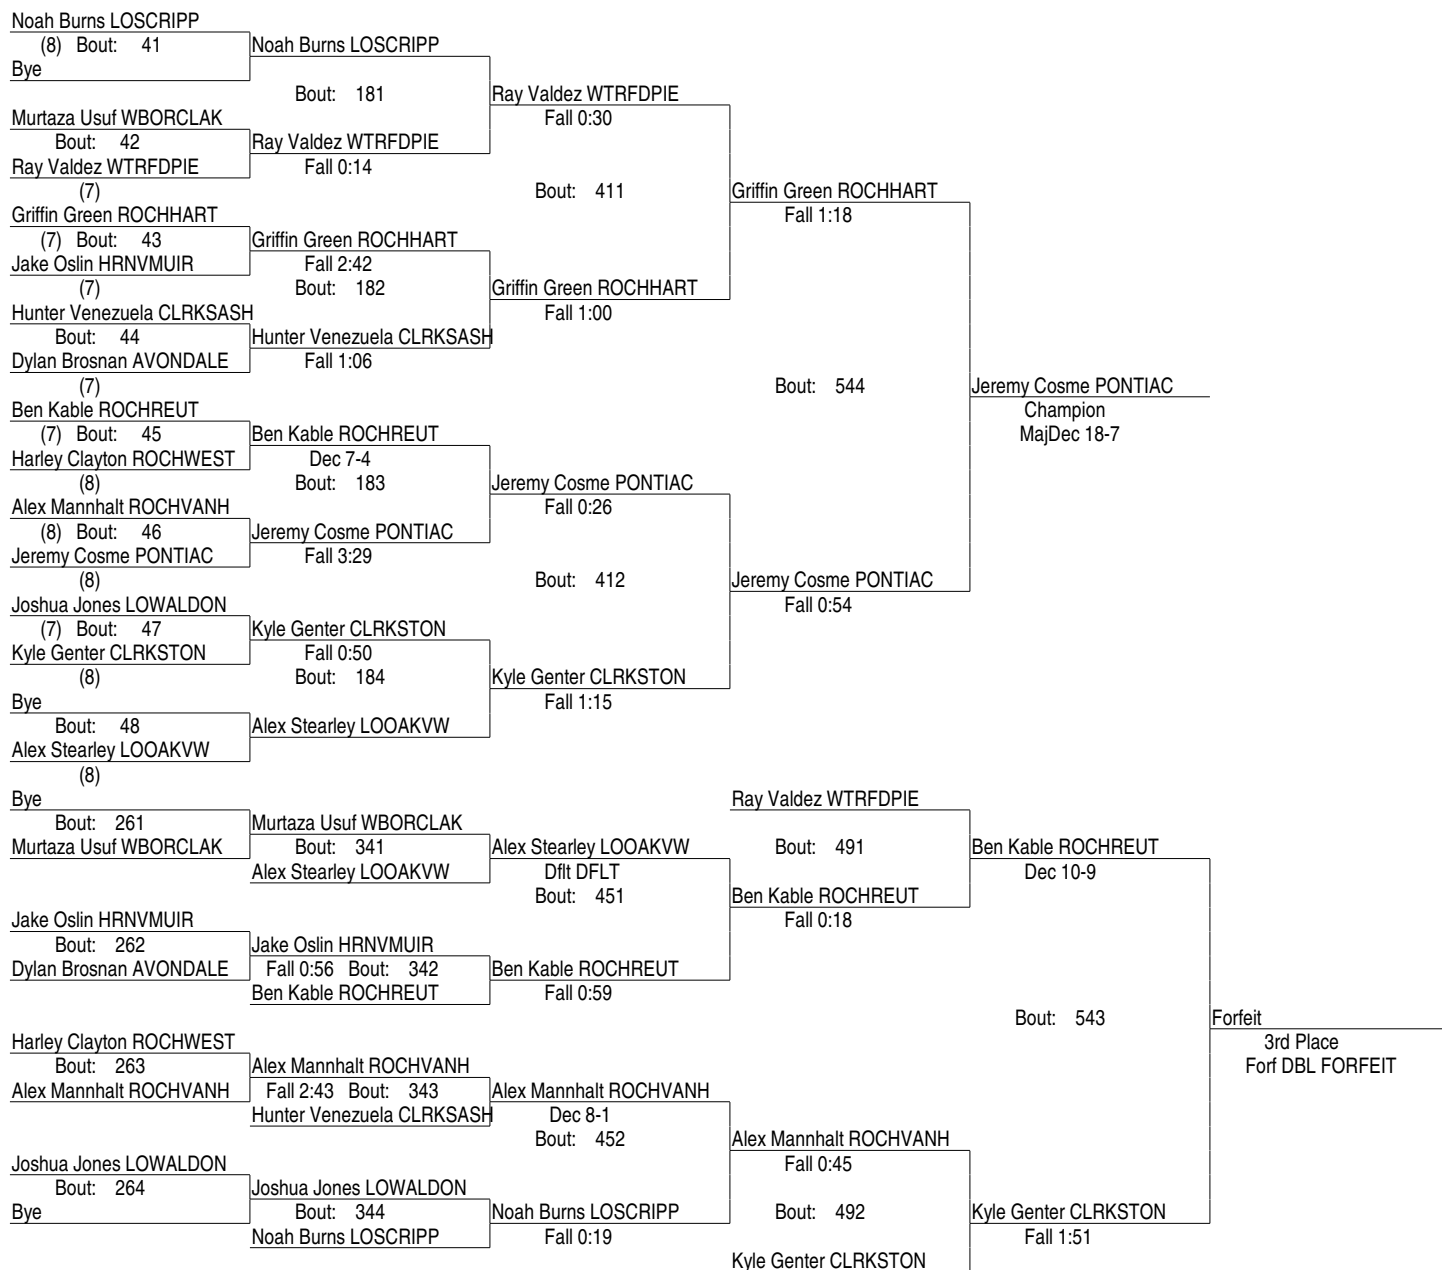 Noah Burns LOSCRIPP
(8) Bout: 41 Noah Burns LOSCRIPP
Bye
Bout: 181 Ray Valdez WTRFDPIE
Murtaza Usuf WBORCLAK Fall 0:30
Bout: 42 Ray Valdez WTRFDPIE
Ray Valdez WTRFDPIE Fall 0:14
(7) Bout: 411 Griffin Green ROCHHART
Griffin Green ROCHHART Fall 1:18
(7) Bout: 43 Griffin Green ROCHHART
Jake Oslin HRNVMUIR Fall 2:42
(7) Bout: 182 Griffin Green ROCHHART
Hunter Venezuela CLRKSASH Fall 1:00
Bout: 44 Hunter Venezuela CLRKSASH
Dylan Brosnan AVONDALE Fall 1:06
(7) Bout: 544 Jeremy Cosme PONTIAC
Ben Kable ROCHREUT Champion
(7) Bout: 45 Ben Kable ROCHREUT MajDec 18-7
Harley Clayton ROCHWEST Dec 7-4
(8) Bout: 183 Jeremy Cosme PONTIAC
Alex Mannhalt ROCHVANH Fall 0:26
(8) Bout: 46 Jeremy Cosme PONTIAC
Jeremy Cosme PONTIAC Fall 3:29
(8) Bout: 412 Jeremy Cosme PONTIAC
Joshua Jones LOWALDON Fall 0:54
(7) Bout: 47 Kyle Genter CLRKSTON
Kyle Genter CLRKSTON Fall 0:50
(8) Bout: 184 Kyle Genter CLRKSTON
Bye Fall 1:15
Bout: 48 Alex Stearley LOOAKVW
Alex Stearley LOOAKVW
(8)
Bye Ray Valdez WTRFDPIE
Bout: 261 Murtaza Usuf WBORCLAK
Murtaza Usuf WBORCLAK Bout: 341 Alex Stearley LOOAKVW Bout: 491 Ben Kable ROCHREUT
Alex Stearley LOOAKVW Dflt DFLT Dec 10-9
Bout: 451 Ben Kable ROCHREUT
Jake Oslin HRNVMUIR Fall 0:18
Bout: 262 Jake Oslin HRNVMUIR
Dylan Brosnan AVONDALE Fall 0:56 Bout: 342 Ben Kable ROCHREUT
Ben Kable ROCHREUT Fall 0:59
Bout: 543 Forfeit
Harley Clayton ROCHWEST 3rd Place
Bout: 263 Alex Mannhalt ROCHVANH Forf DBL FORFEIT
Alex Mannhalt ROCHVANH Fall 2:43 Bout: 343 Alex Mannhalt ROCHVANH
Hunter Venezuela CLRKSASH Dec 8-1
Bout: 452 Alex Mannhalt ROCHVANH
Joshua Jones LOWALDON Fall 0:45
Bout: 264 Joshua Jones LOWALDON
Bye Bout: 344 Noah Burns LOSCRIPP Bout: 492 Kyle Genter CLRKSTON
Noah Burns LOSCRIPP Fall 0:19 Fall 1:51
Kyle Genter CLRKSTON